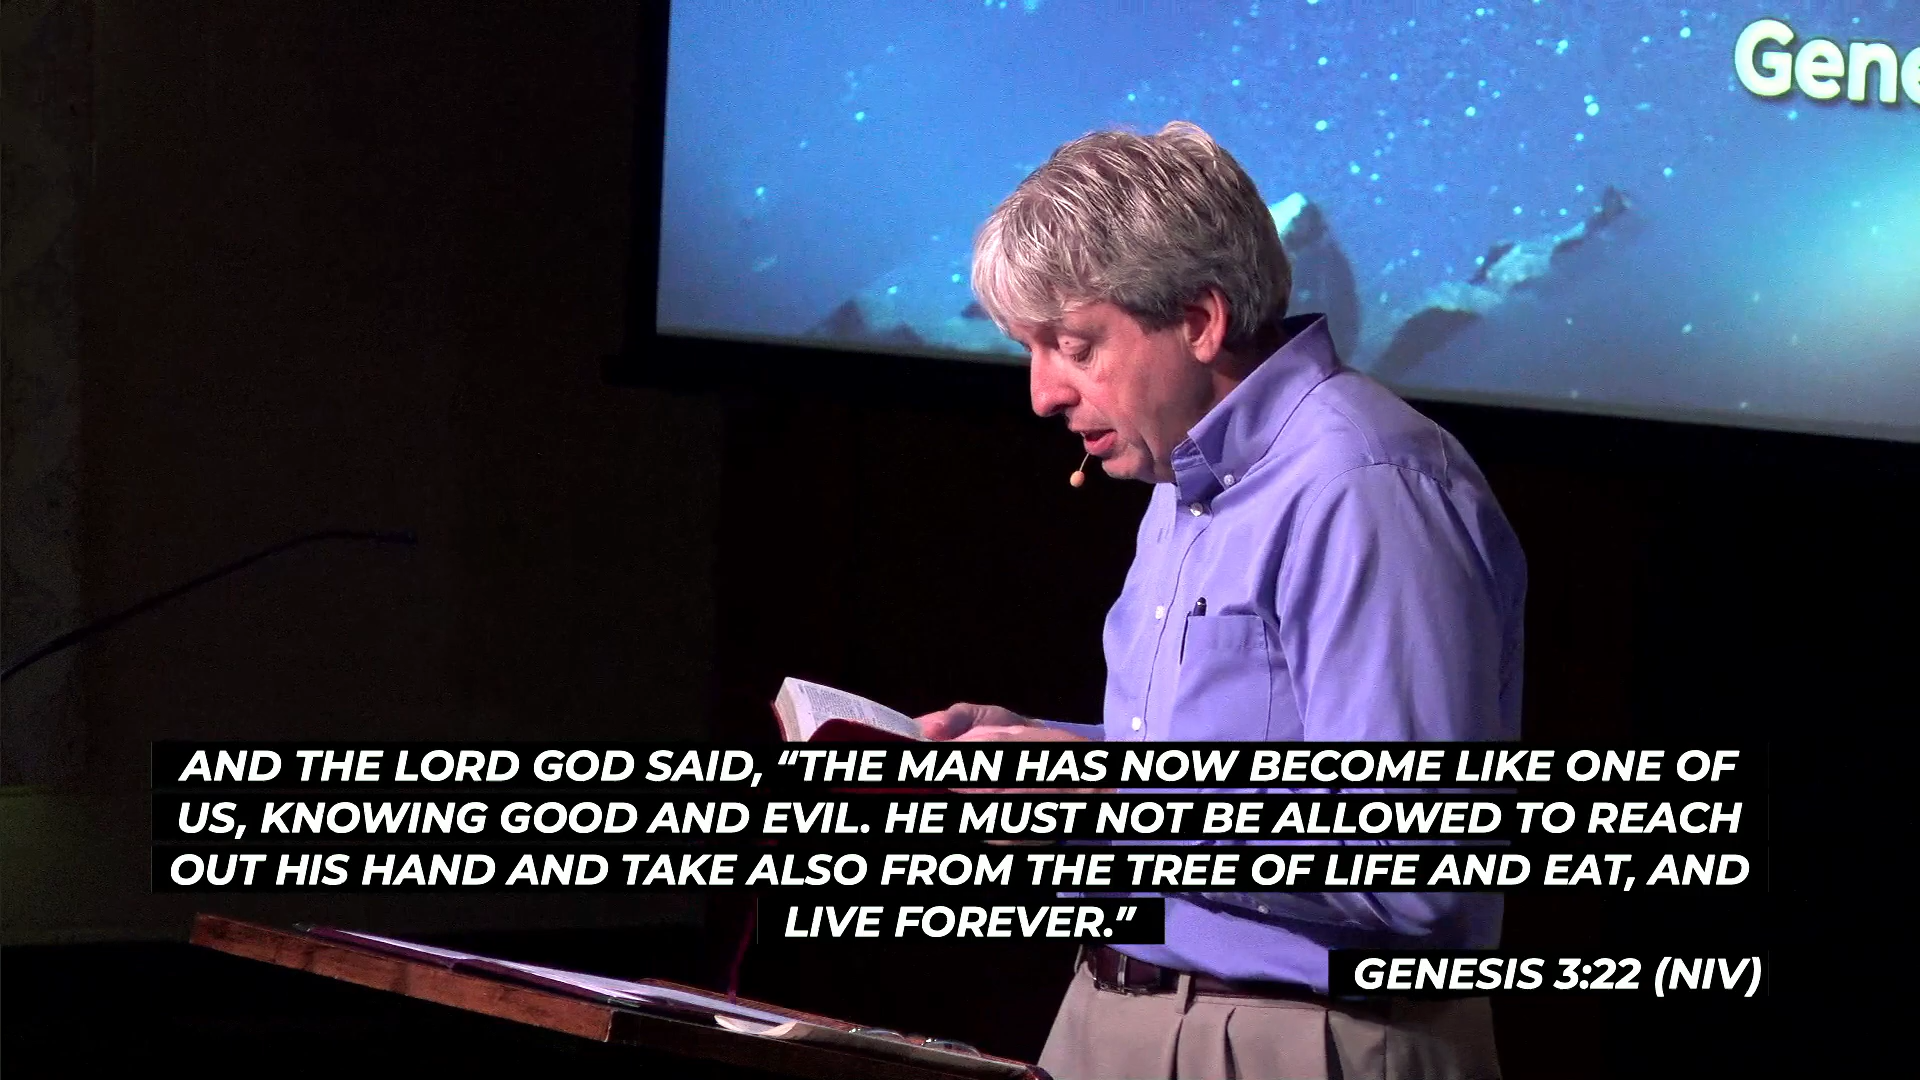 Gene
AND THE LORD GOD SAID, “THE MAN HAS NOW BECOME LIKE ONE OF
US, KNOWING GOOD AND EVIL. HE MUST NOT BE ALLOWED TO REACH
OUT HIS HAND AND TAKE ALSO FROM THE TREE OF LIFE AND EAT, AND
LIVE FOREVER.”
GENESIS 3:22 (NIV)